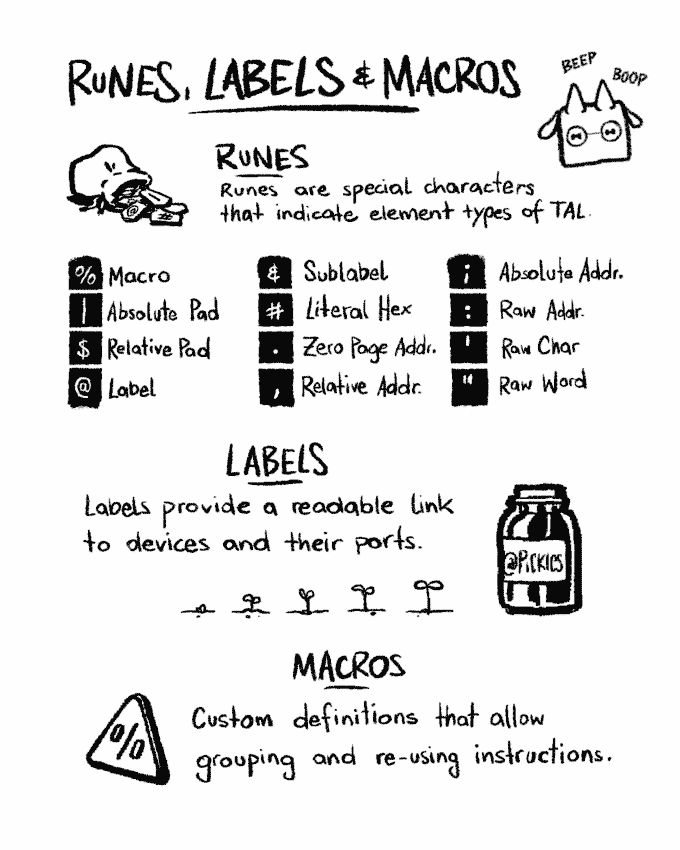 RUNES, LABELS & MACROS
BEEP
BOOP
RUNES
Runes are special characters
that indicate element types of TAL.
% Macro
| Absolute Pad
$ Relative Pad
@ Label
& Sublabel
# Literal Hex
. Zero Page Addr.
, Relative Addr.
; Absolute Addr.
: Raw Addr.
' Raw Char
" Raw Word
LABELS
Labels provide a readable link
to devices and their ports.
@PICKLES
MACROS
%
Custom definitions that allow
grouping and re-using instructions.